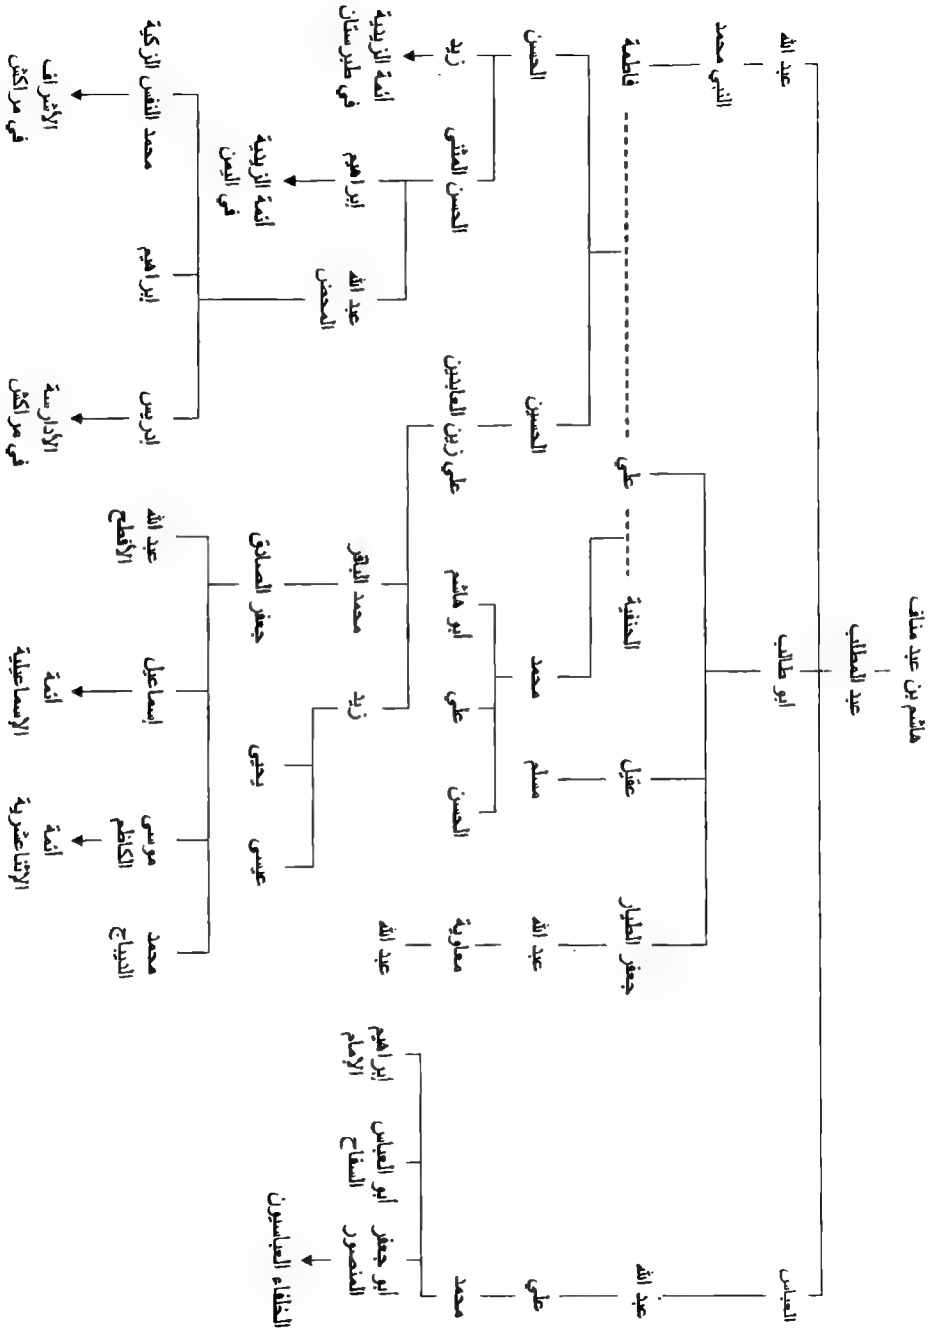 هاشم بن عبد مناف
عبد المطلب
العباس
ابو طالب
عبد الله
النبي محمد
عبد الله
جعفر الطيار
عقيل
الحنفية
علي
فاطمة
علي
عبد الله
مسلم
محمد
الحسين
الحسن
محمد
معاوية
الحسن
علي
ابو هاشم
علي زين العابدين
الحسن المثنى
زيد
أبو جعفر
المنصور
أبو العباس
السفاح
إبراهيم
الإمام
عبد الله
زيد
محمد الباقر
عبد الله
المحض
إبراهيم
أئمة الزيدية
في طبرستان
الخلفاء العباسيون
عيسى
يحيى
جعفر الصادق
أئمة الزيدية
في اليمن
محمد
الديباج
موسى
الكاظم
إسماعيل
عبد الله
الأفطح
إدريس
إبراهيم
محمد النفس الزكية
أئمة
الإثناعشرية
أئمة
الإسماعيلية
الأدارسة
في مراكش
الأشراف
في مراكش